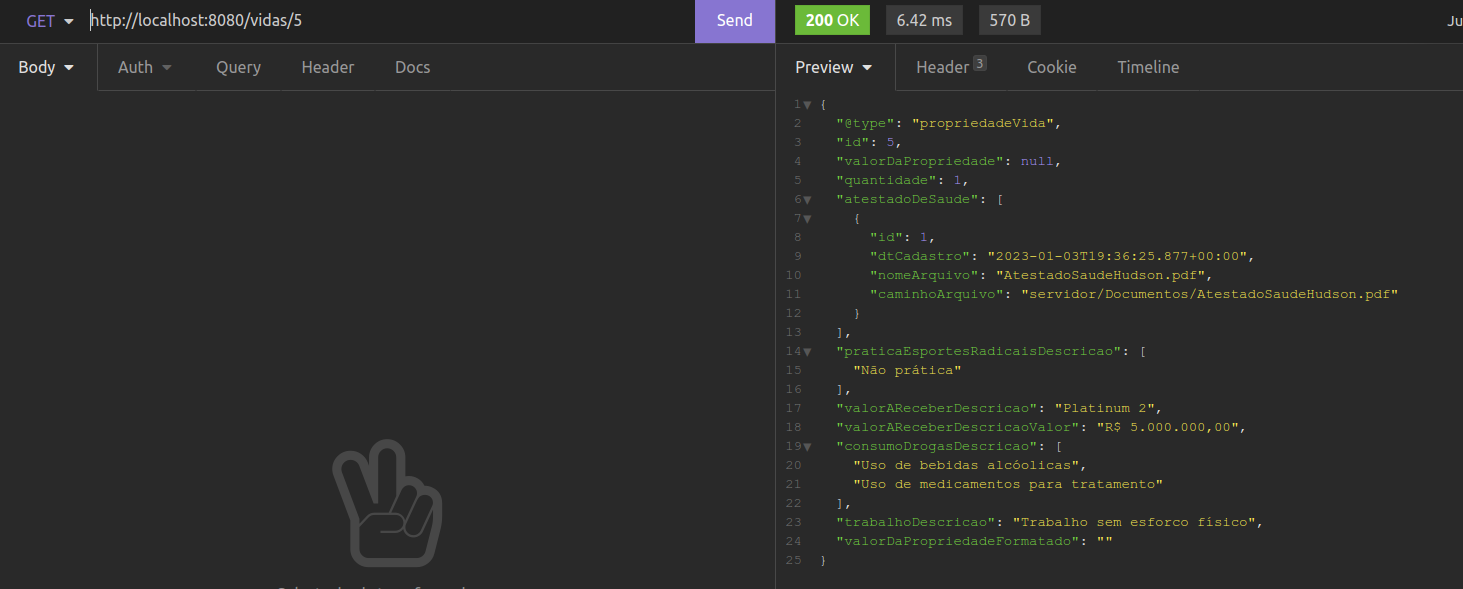 GET http://localhost:8080/vidas/5 Send 200 OK 6.42 ms 570 B
Body Auth Query Header Docs Preview Header 3 Cookie Timeline
1 {
2 "@type": "propriedadeVida",
3 "id": 5,
4 "valorDaPropriedade": null,
5 "quantidade": 1,
6 "atestadoDeSaude": [
7 {
8 "id": 1,
9 "dtCadastro": "2023-01-03T19:36:25.877+00:00",
10 "nomeArquivo": "AtestadoSaudeHudson.pdf",
11 "caminhoArquivo": "servidor/Documentos/AtestadoSaudeHudson.pdf"
12 }
13 ],
14 "praticaEsportesRadicaisDescricao": [
15 "Não prática"
16 ],
17 "valorAReceberDescricao": "Platinum 2",
18 "valorAReceberDescricaoValor": "R$ 5.000.000,00",
19 "consumoDrogasDescricao": [
20 "Uso de bebidas alcóolicas",
21 "Uso de medicamentos para tratamento"
22 ],
23 "trabalhoDescricao": "Trabalho sem esforco físico",
24 "valorDaPropriedadeFormatado": ""
25 }